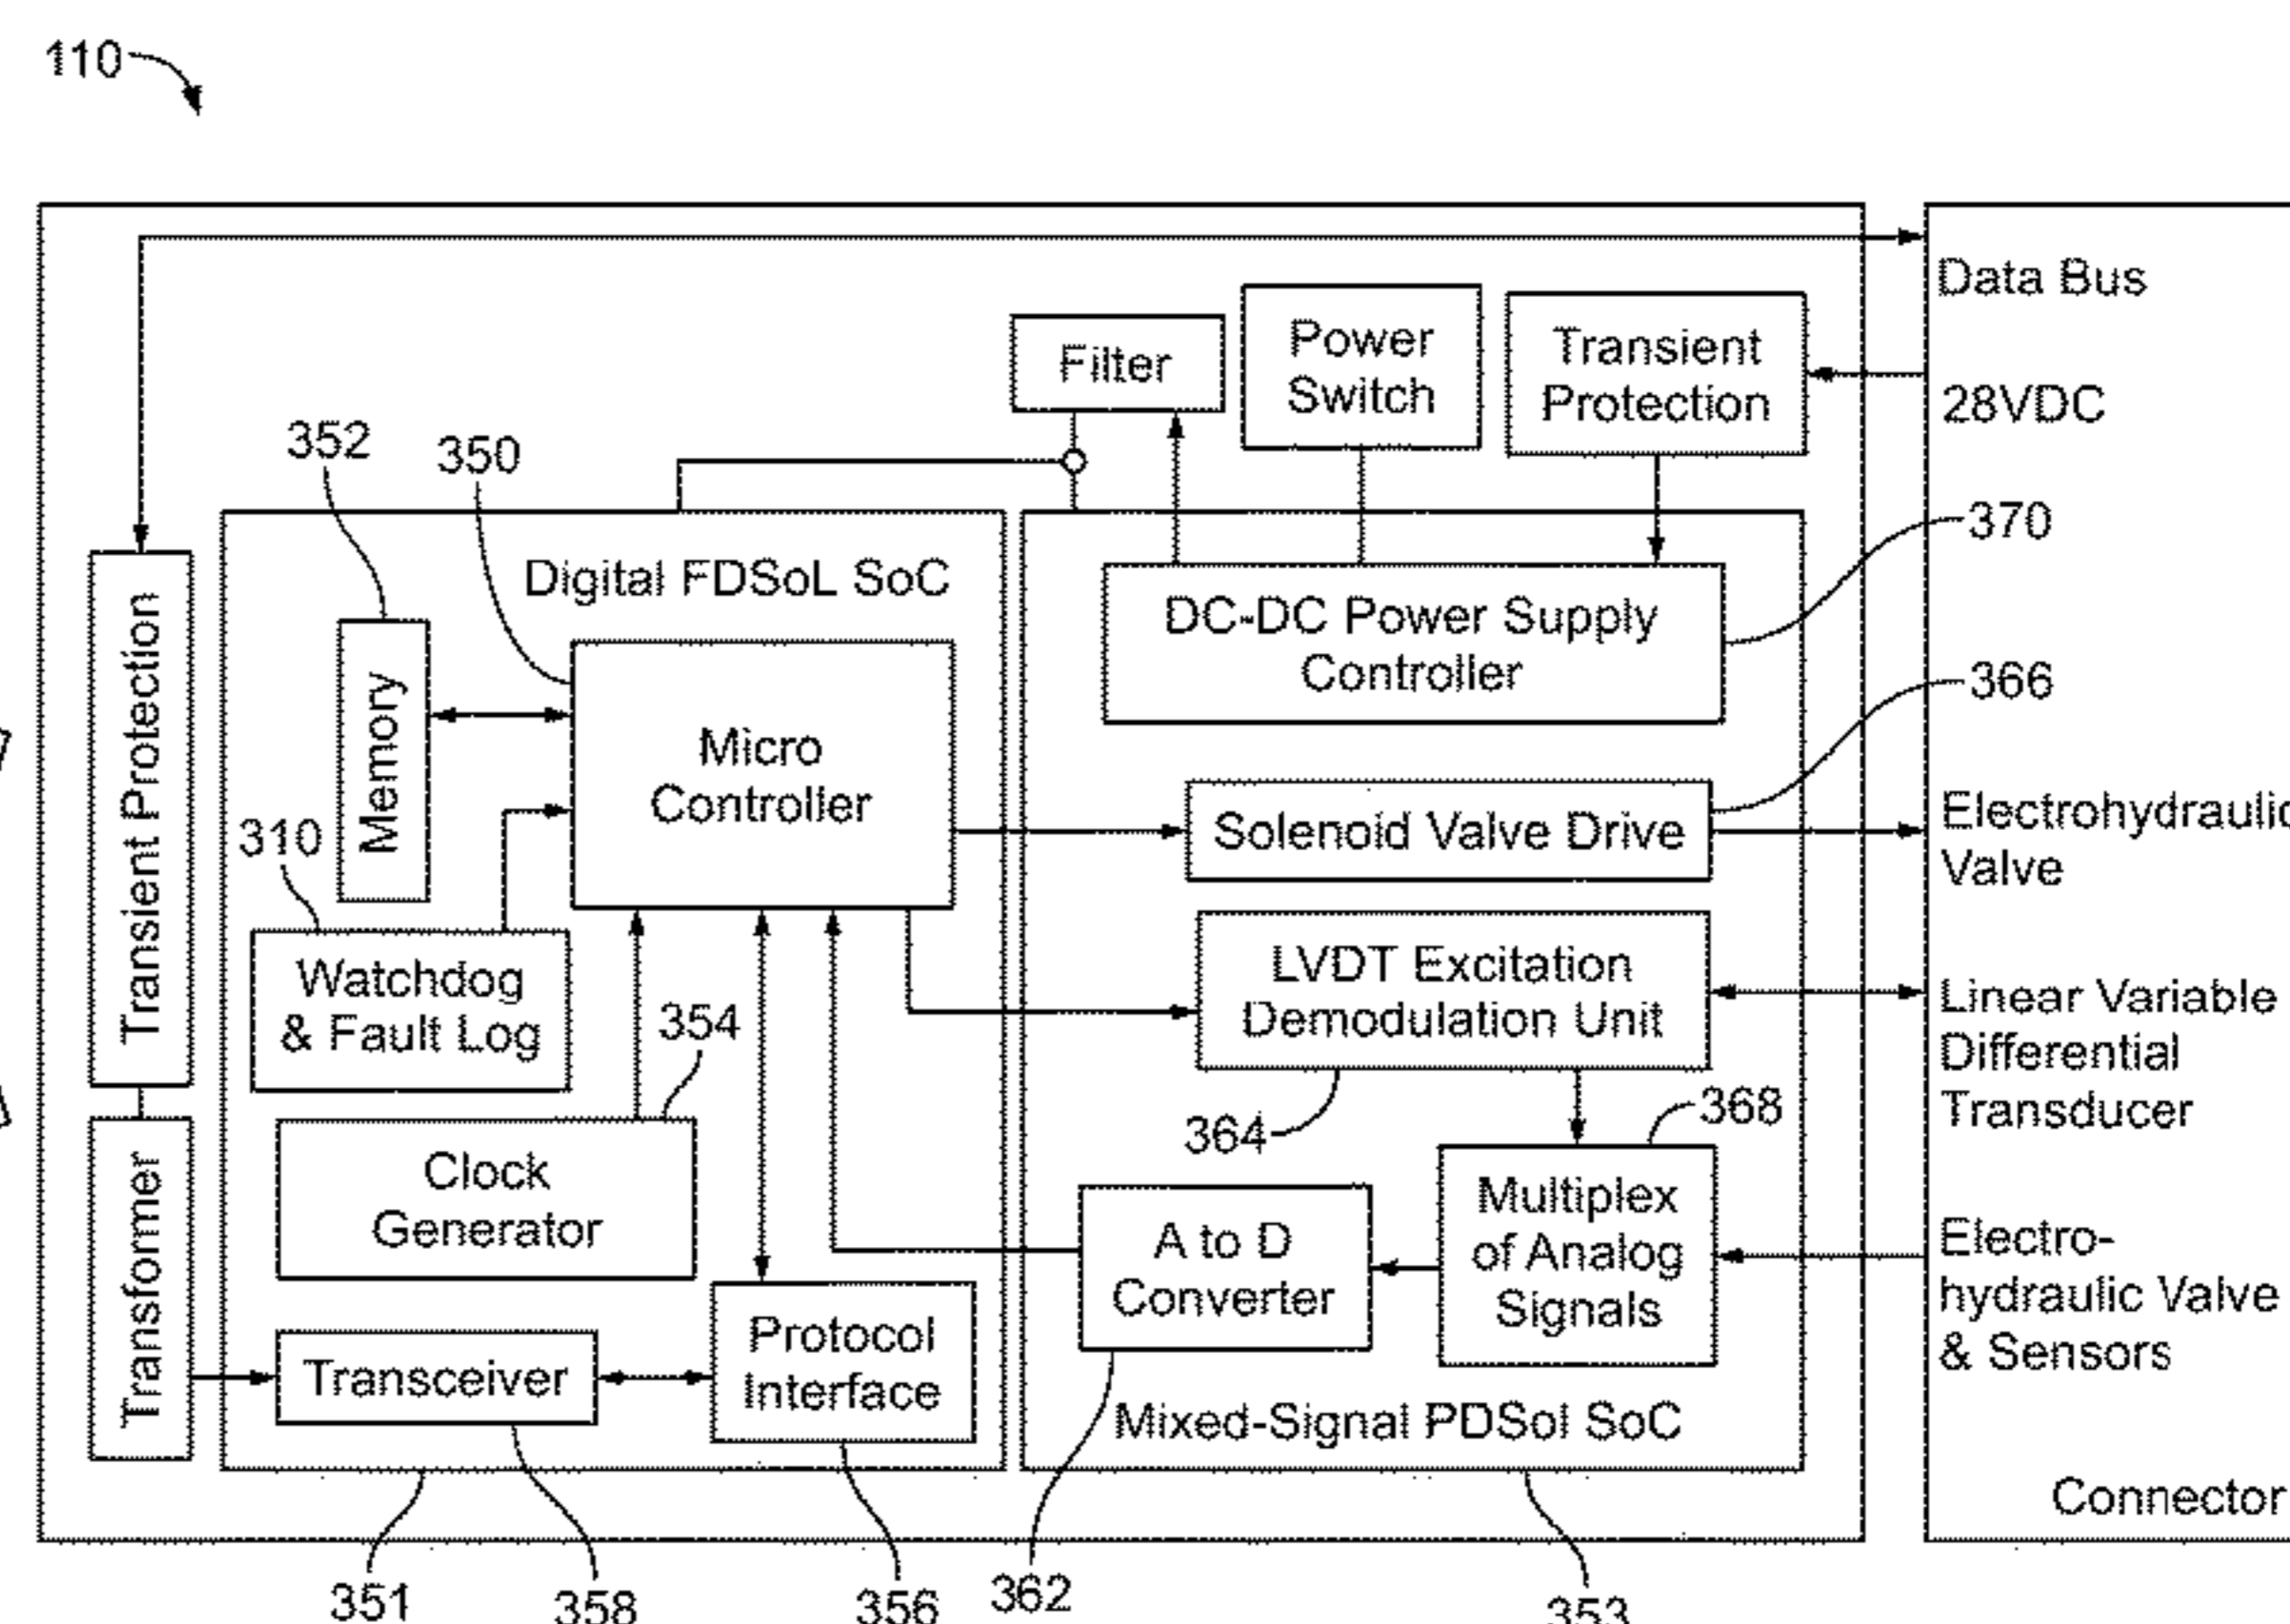 110
Data Bus
Filter
Power
Switch
Transient
Protection
28VDC
352
350
370
Digital FDSoL SoC
DC-DC Power Supply
Controller
366
Transient Protection
Memory
Micro
Controller
310
Solenoid Valve Drive
Electrohydraulic
Valve
Watchdog
& Fault Log
354
LVDT Excitation
Demodulation Unit
Linear Variable
Differential
Transducer
364
368
Clock
Generator
Transformer
A to D
Converter
Multiplex
of Analog
Signals
Electro-
hydraulic Valve
& Sensors
Transceiver
Protocol
Interface
Mixed-Signal PDSol SoC
Connector
351
358
356
362
353